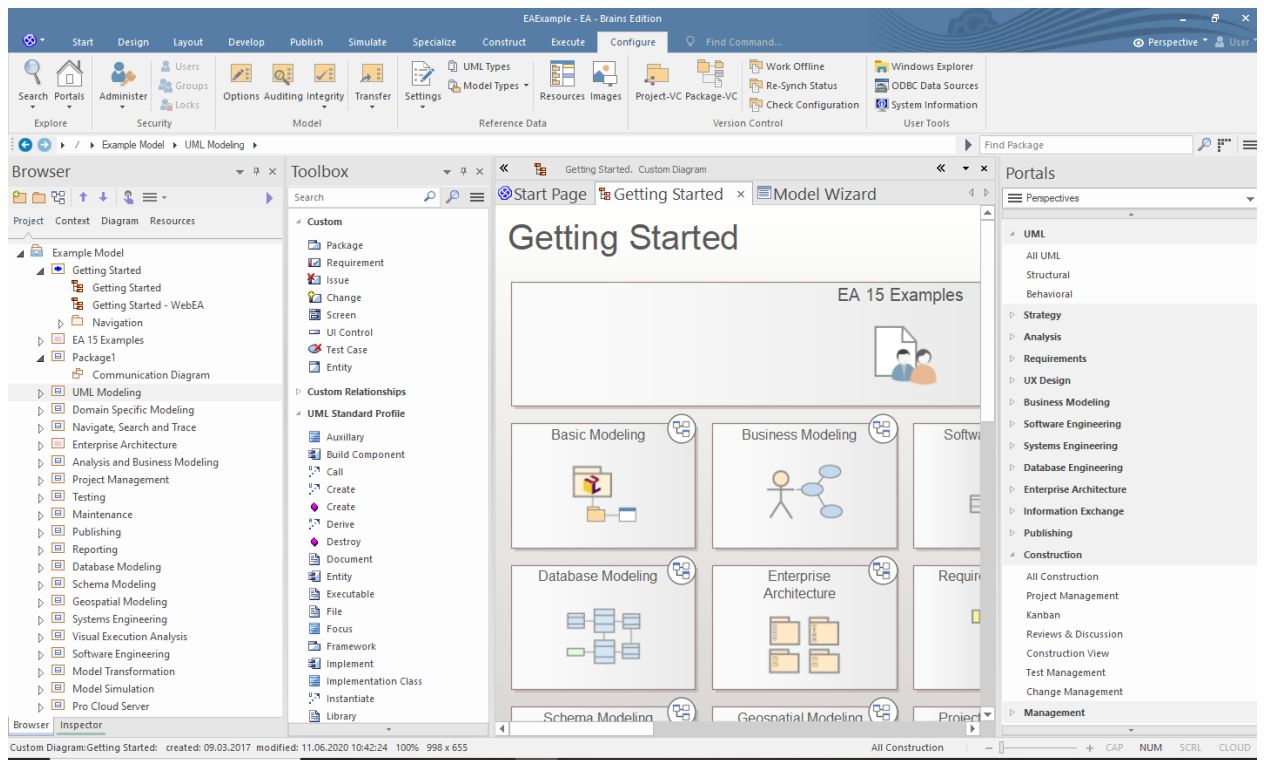 EAExample - EA - Brains Edition
Start Design Layout Develop Publish Simulate Specialize Construct Execute Configure Find Command... Perspective User
Search Portals Administer Users Groups Locks Options Auditing Integrity Transfer Settings UML Types Model Types Resources Images Project-VC Package-VC Work Offline Re-Synch Status Check Configuration Windows Explorer ODBC Data Sources System Information
Explore Security Model Reference Data Version Control User Tools
/ Example Model UML Modeling Find Package
Browser
Project Context Diagram Resources
Example Model
Getting Started
Getting Started
Getting Started - WebEA
Navigation
EA 15 Examples
Package1
Communication Diagram
UML Modeling
Domain Specific Modeling
Navigate, Search and Trace
Enterprise Architecture
Analysis and Business Modeling
Project Management
Testing
Maintenance
Publishing
Reporting
Database Modeling
Schema Modeling
Geospatial Modeling
Systems Engineering
Visual Execution Analysis
Software Engineering
Model Transformation
Model Simulation
Pro Cloud Server
Browser Inspector
Toolbox
Search
Custom
Package
Requirement
Issue
Change
Screen
UI Control
Test Case
Entity
Custom Relationships
UML Standard Profile
Auxillary
Build Component
Call
Create
Create
Derive
Destroy
Document
Entity
Executable
File
Focus
Framework
Implement
Implementation Class
Instantiate
Library
Getting Started. Custom Diagram
Start Page Getting Started × Model Wizard
Getting Started
EA 15 Examples
Basic Modeling Business Modeling Softwa
Database Modeling Enterprise Architecture Require
Schema Modeling Geospatial Modeling Project
Portals
Perspectives
UML
All UML
Structural
Behavioral
Strategy
Analysis
Requirements
UX Design
Business Modeling
Software Engineering
Systems Engineering
Database Engineering
Enterprise Architecture
Information Exchange
Publishing
Construction
All Construction
Project Management
Kanban
Reviews & Discussion
Construction View
Test Management
Change Management
Management
Custom Diagram:Getting Started: created: 09.03.2017 modified: 11.06.2020 10:42:24 100% 998 x 655 All Construction CAP NUM SCRL CLOUD